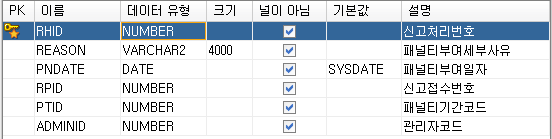 PK 이름 데이터 유형 크기 널이 아님 기본값 설명
RHID NUMBER 신고처리번호
REASON VARCHAR2 4000 패널티부여세부사유
PNDATE DATE SYSDATE 패널티부여일자
RPID NUMBER 신고접수번호
PTID NUMBER 패널티기간코드
ADMINID NUMBER 관리자코드